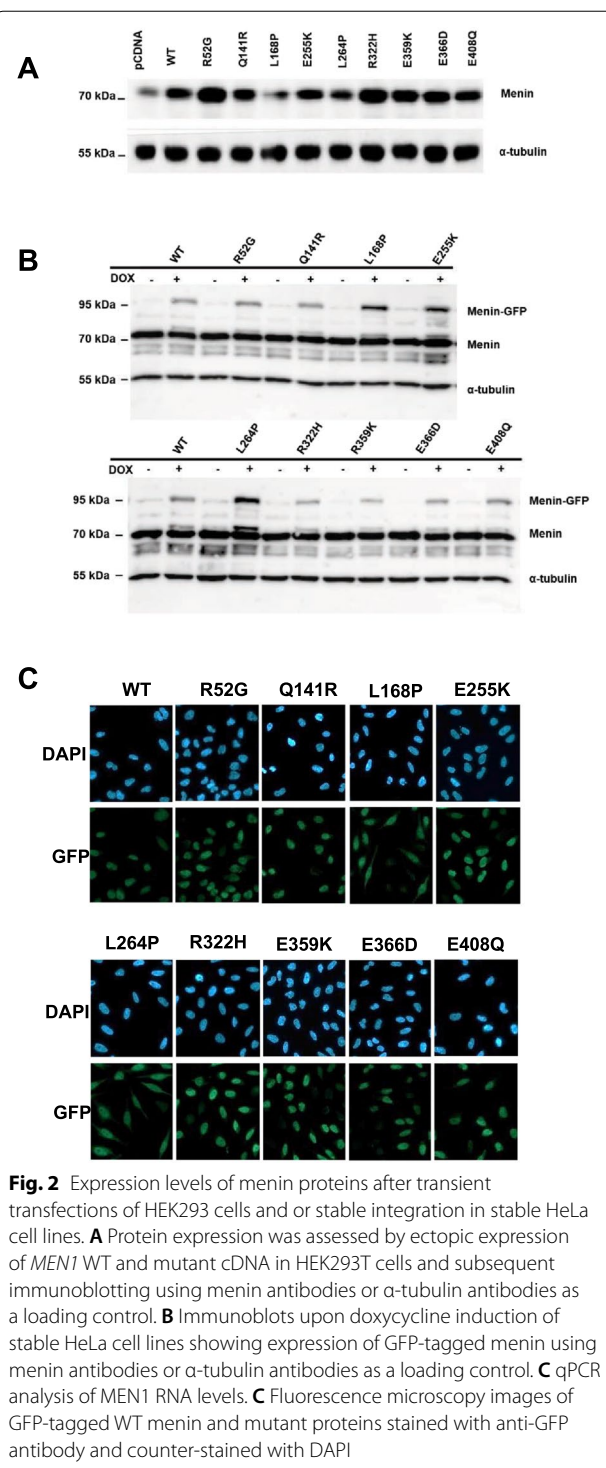 A
pCDNA WT R52G Q141R L168P E255K L264P R322H E359K E366D E408Q
70 kDa Menin
55 kDa α-tubulin
B
WT R52G Q141R L168P E255K
DOX - + - + - + - + - +
95 kDa Menin-GFP
70 kDa Menin
55 kDa α-tubulin
WT L264P R322H R359K E366D E408Q
DOX - + - + - + - + - + - +
95 kDa Menin-GFP
70 kDa Menin
55 kDa α-tubulin
C
WT R52G Q141R L168P E255K
DAPI
GFP
L264P R322H E359K E366D E408Q
DAPI
GFP
Fig. 2 Expression levels of menin proteins after transient
transfections of HEK293 cells and or stable integration in stable HeLa
cell lines. A Protein expression was assessed by ectopic expression
of MEN1 WT and mutant cDNA in HEK293T cells and subsequent
immunoblotting using menin antibodies or α-tubulin antibodies as
a loading control. B Immunoblots upon doxycycline induction of
stable HeLa cell lines showing expression of GFP-tagged menin using
menin antibodies or α-tubulin antibodies as a loading control. C qPCR
analysis of MEN1 RNA levels. C Fluorescence microscopy images of
GFP-tagged WT menin and mutant proteins stained with anti-GFP
antibody and counter-stained with DAPI